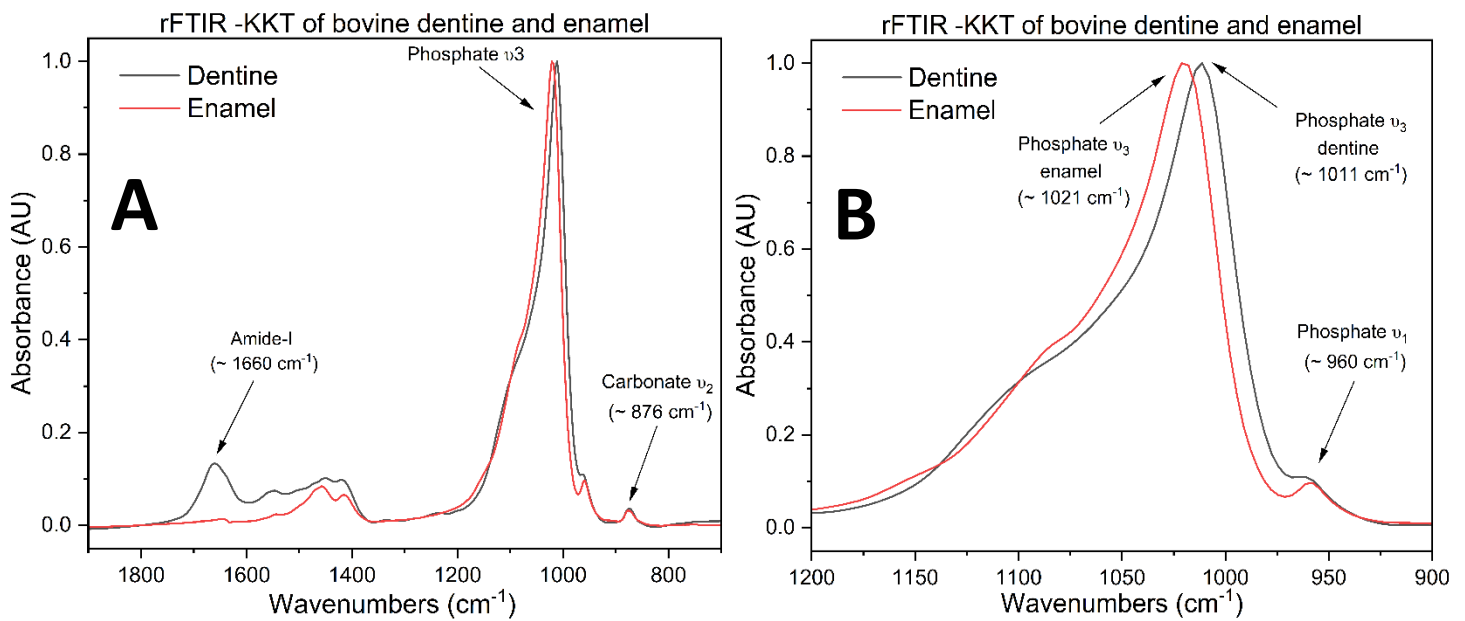 rFTIR -KKT of bovine dentine and enamel
Dentine
Enamel
Phosphate υ3
A
Amide-I
(~ 1660 cm⁻¹)
Carbonate υ₂
(~ 876 cm⁻¹)
Absorbance (AU)
1.0
0.8
0.6
0.4
0.2
0.0
1800 1600 1400 1200 1000 800
Wavenumbers (cm⁻¹)
rFTIR -KKT of bovine dentine and enamel
Dentine
Enamel
B
Phosphate υ₃
enamel
(~ 1021 cm⁻¹)
Phosphate υ₃
dentine
(~ 1011 cm⁻¹)
Phosphate υ₁
(~ 960 cm⁻¹)
Absorbance (AU)
1.0
0.8
0.6
0.4
0.2
0.0
1200 1150 1100 1050 1000 950 900
Wavenumbers (cm⁻¹)